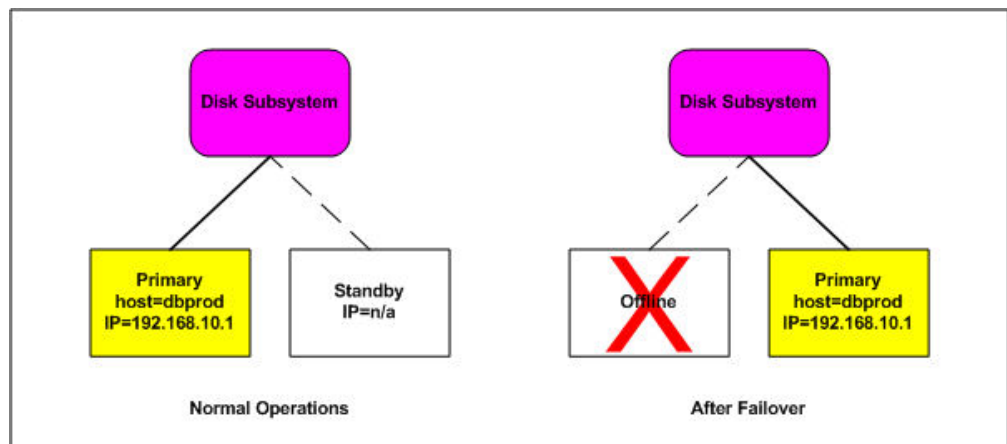 Disk Subsystem
Primary
host=dbprod
IP=192.168.10.1
Standby
IP=n/a
Normal Operations
Disk Subsystem
Offline
Primary
host=dbprod
IP=192.168.10.1
After Failover